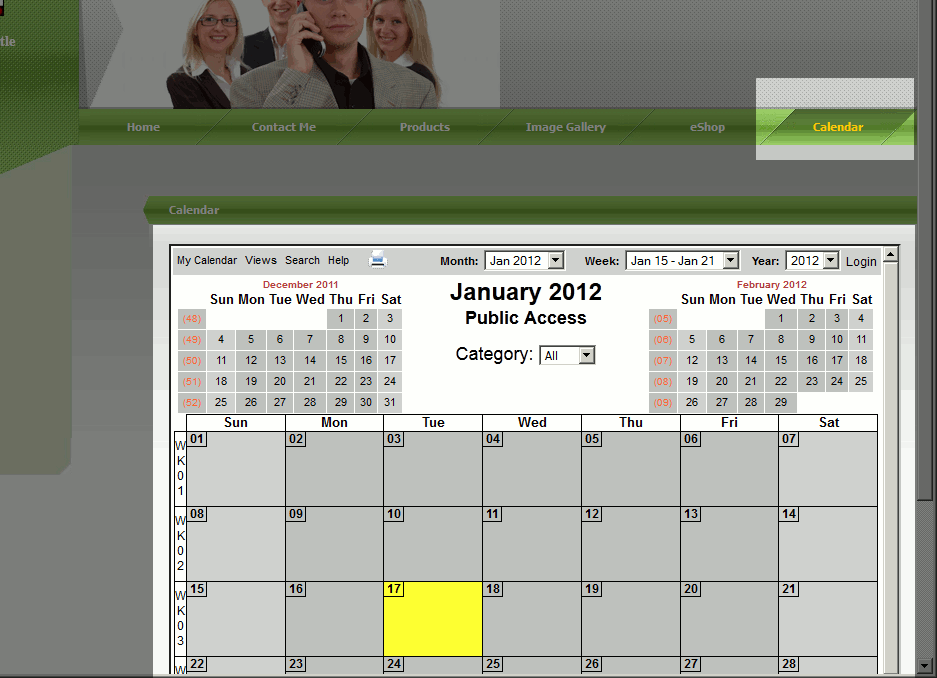 tle
Home Contact Me Products Image Gallery eShop Calendar
Calendar
My Calendar Views Search Help Month: Jan 2012 Week: Jan 15 - Jan 21 Year: 2012 Login
December 2011
Sun Mon Tue Wed Thu Fri Sat
(48) 1 2 3
(49) 4 5 6 7 8 9 10
(50) 11 12 13 14 15 16 17
(51) 18 19 20 21 22 23 24
(52) 25 26 27 28 29 30 31
January 2012
Public Access
Category: All
February 2012
Sun Mon Tue Wed Thu Fri Sat
(05) 1 2 3 4
(06) 5 6 7 8 9 10 11
(07) 12 13 14 15 16 17 18
(08) 19 20 21 22 23 24 25
(09) 26 27 28 29
Sun Mon Tue Wed Thu Fri Sat
WK01 01 02 03 04 05 06 07
WK02 08 09 10 11 12 13 14
WK03 15 16 17 18 19 20 21
W 22 23 24 25 26 27 28